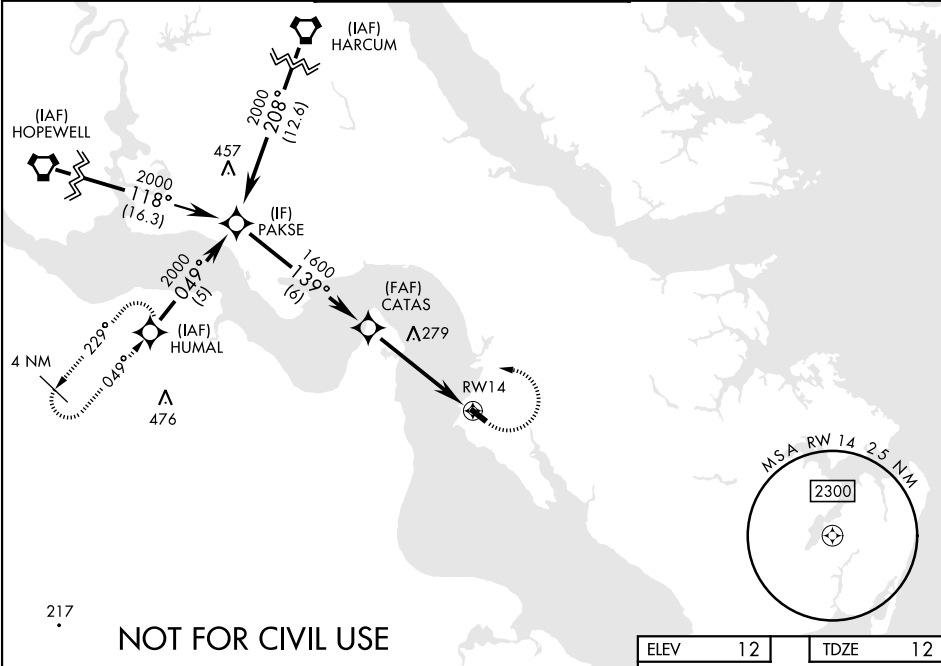 (IAF)
HARCUM
2000
208°
(12.6)
(IAF)
HOPEWELL
457
2000
118°
(16.3)
(IF)
PAKSE
2000
049°
(5)
1600
139°
(6)
(FAF)
CATAS
279
(IAF)
HUMAL
229°
049°
4 NM
476
RW14
MSA RW 14 25 NM
2300
217
NOT FOR CIVIL USE
ELEV 12
TDZE 12